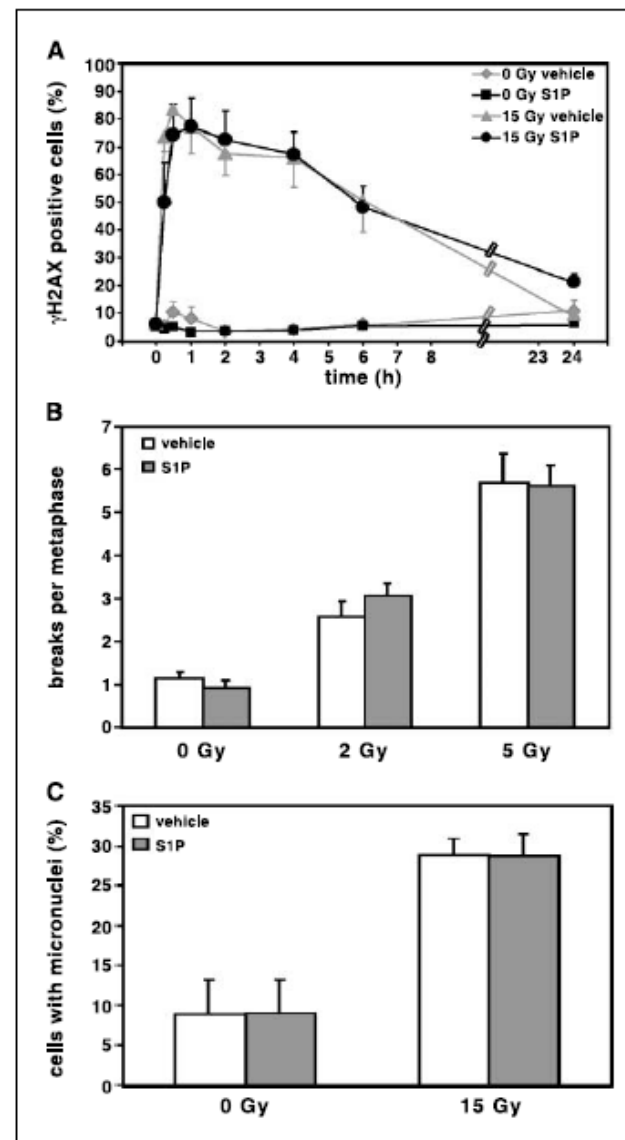 A
γH2AX positive cells (%)
100
90
80
70
60
50
40
30
20
10
0
0 Gy vehicle
0 Gy S1P
15 Gy vehicle
15 Gy S1P
0 1 2 3 4 6 7 8 23 24
time (h)
B
breaks per metaphase
7
6
5
4
3
2
1
0
vehicle
S1P
0 Gy 2 Gy 5 Gy
C
cells with micronuclei (%)
35
30
25
20
15
10
5
0
vehicle
S1P
0 Gy 15 Gy